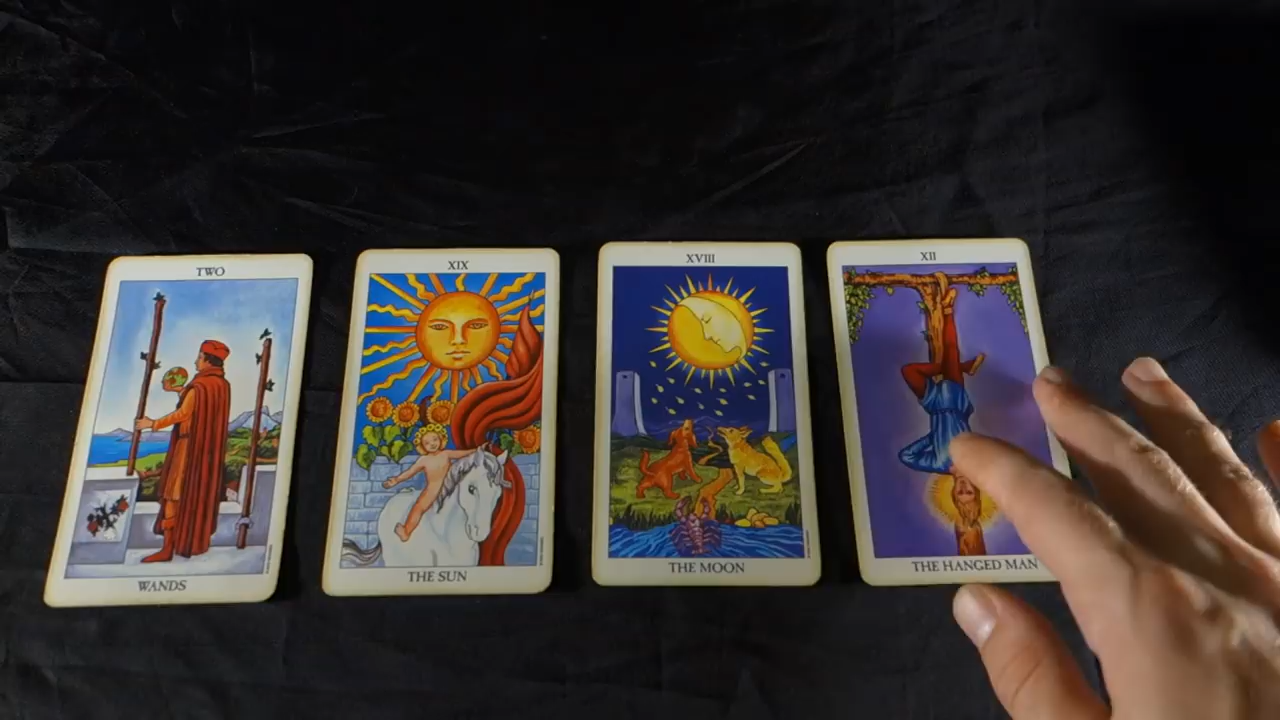 TWO
WANDS
XIX
THE SUN
XVIII
THE MOON
XII
THE HANGED MAN